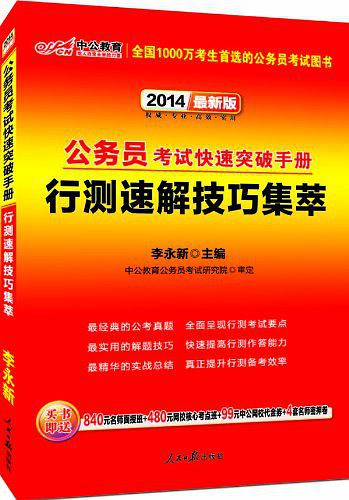 中公教育
全国1000万考生首选的公务员考试图书
2014 最新版
权威·专业·高效·实用
公务员考试快速突破手册
行测速解技巧集萃
李永新 主编
中公教育公务员考试研究院 审定
最经典的公考真题 全面呈现行测考试要点
最实用的解题技巧 快速提高行测作答能力
最精华的实战总结 真正提升行测备考效率
买书即送
840元名师面授班+480元网校核心考点班+99元中公网校代金券+4套名师密押卷
人民日报出版社
公务员考试快速突破手册
行测速解技巧集萃
李永新